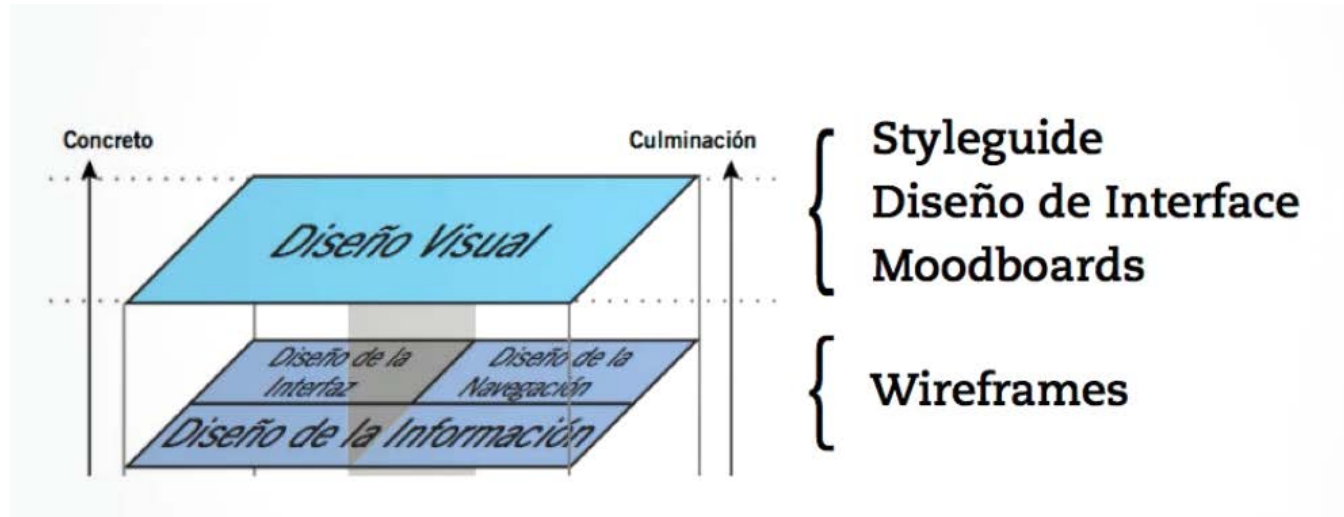 Concreto
Culminación
Diseño Visual
Diseño de la
Interfaz
Diseño de la
Navegación
Diseño de la Información
Styleguide
Diseño de Interface
Moodboards
Wireframes